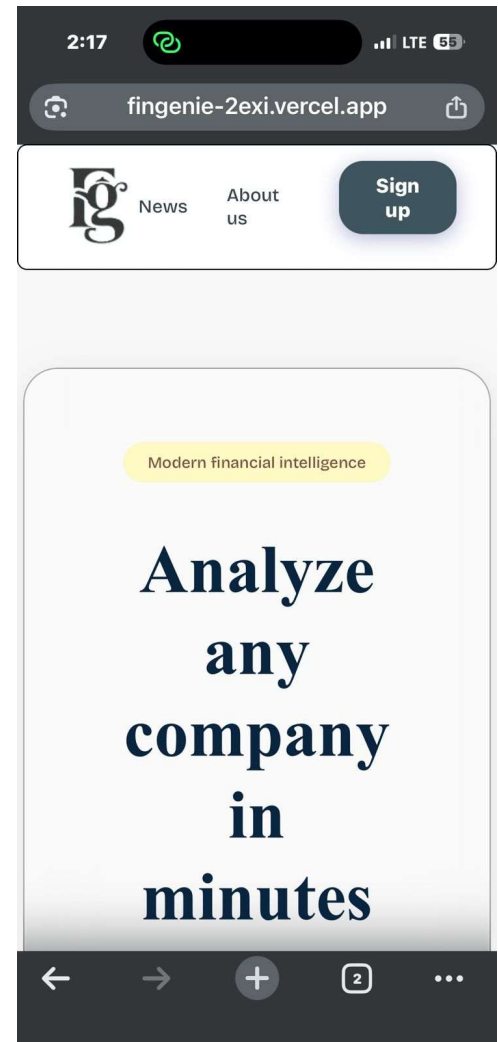 2:17
LTE 55
fingenie-2exi.vercel.app
fg
News
About
us
Sign
up
Modern financial intelligence
Analyze
any
company
in
minutes
2